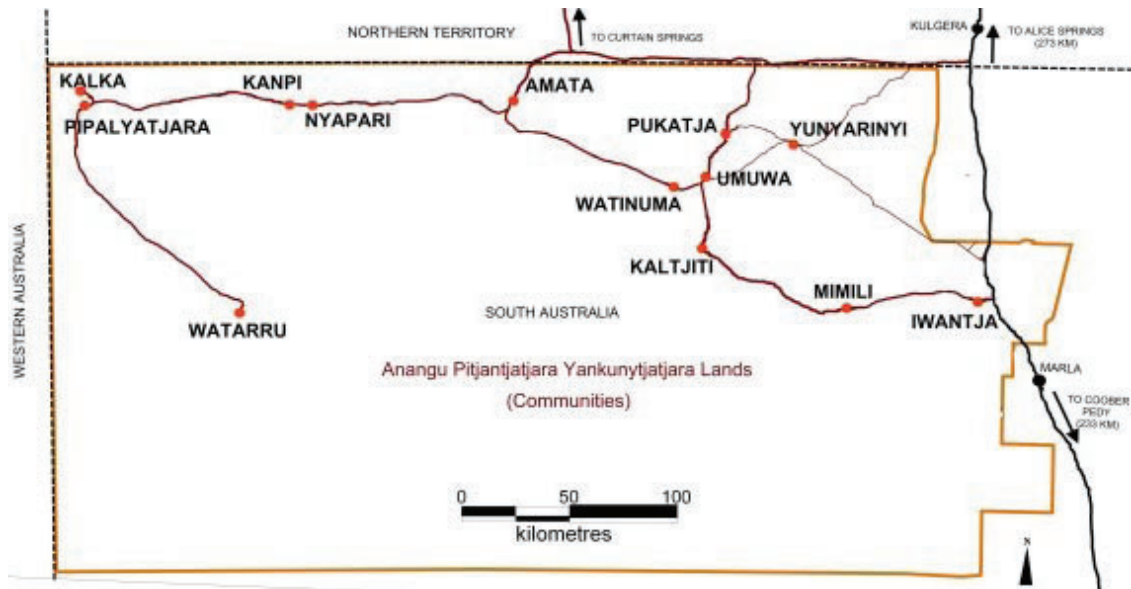 KULGERA
NORTHERN TERRITORY
TO CURTAIN SPRINGS
TO ALICE SPRINGS
(273 KM)
KALKA
KANPI
AMATA
PIPALYATJARA
NYAPARI
PUKATJA
YUNYARINYI
UMUWA
WATINUMA
KALTJITI
WESTERN AUSTRALIA
MIMILI
SOUTH AUSTRALIA
IWANTJA
WATARRU
Anangu Pitjantjatjara Yankunytjatjara Lands
(Communities)
MARLA
TO COOBER
PEDY
(233 KM)
0 50 100
kilometres
N